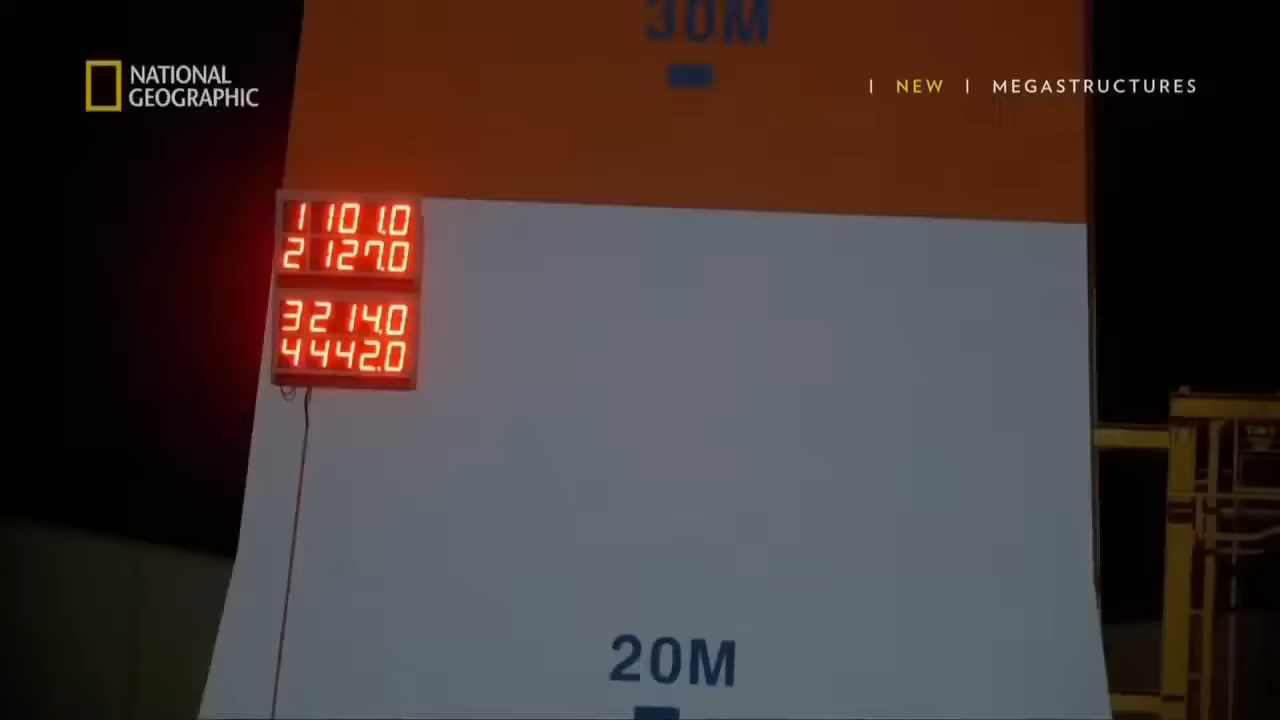 30M
NATIONAL
GEOGRAPHIC
| NEW | MEGASTRUCTURES
1 101.0
2 127.0
3 214.0
4 442.0
20M